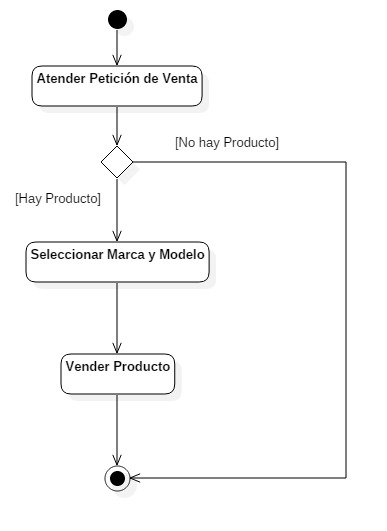 Atender Petición de Venta
[No hay Producto]
[Hay Producto]
Seleccionar Marca y Modelo
Vender Producto